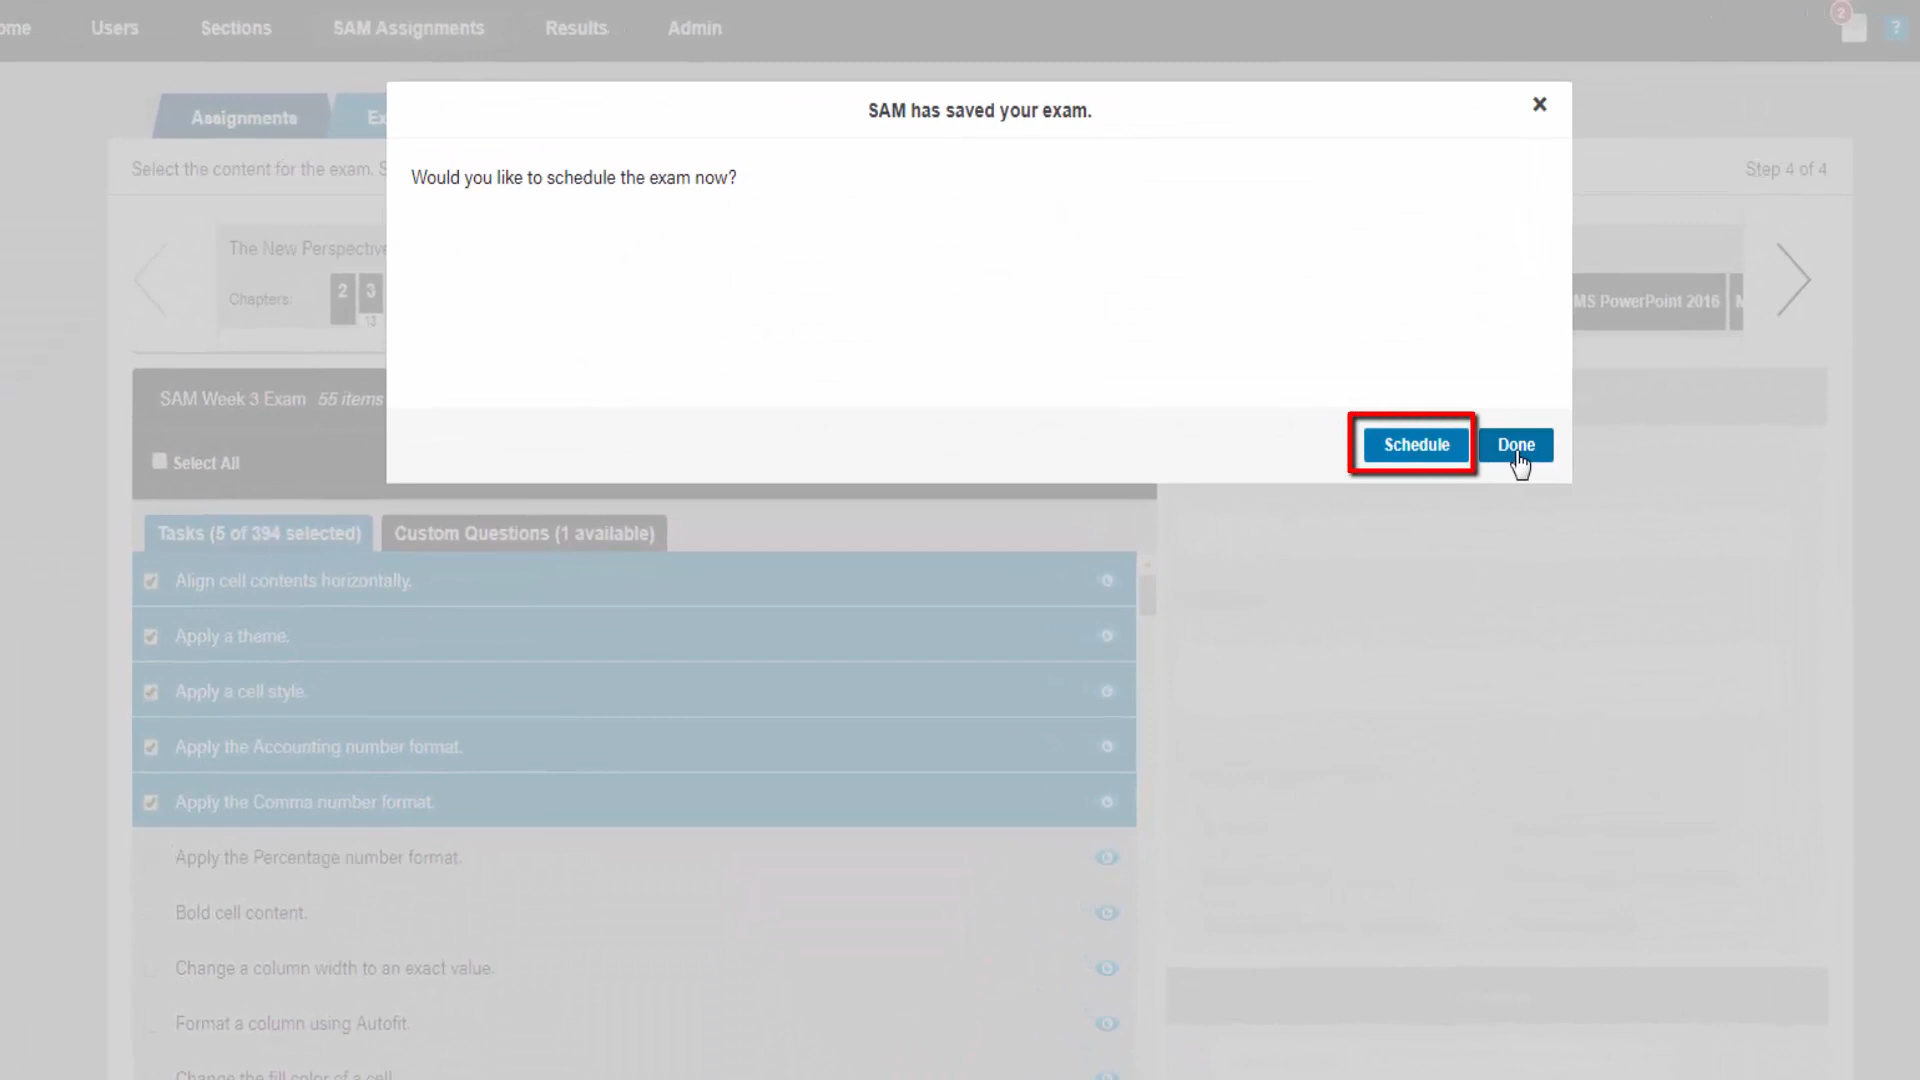 ome Users Sections SAM Assignments Results Admin 2 ?
Assignments Ex
SAM has saved your exam.
Select the content for the exam. S
Would you like to schedule the exam now?
Step 4 of 4
The New Perspective
Chapters: 2 3
13
MS PowerPoint 2016 M
SAM Week 3 Exam 55 items
Schedule Done
Select All
Tasks (5 of 394 selected) Custom Questions (1 available)
Align cell contents horizontally.
Apply a theme.
Apply a cell style.
Apply the Accounting number format.
Apply the Comma number format.
Apply the Percentage number format.
Bold cell content.
Change a column width to an exact value.
Format a column using Autofit.
Change the fill color of a cell